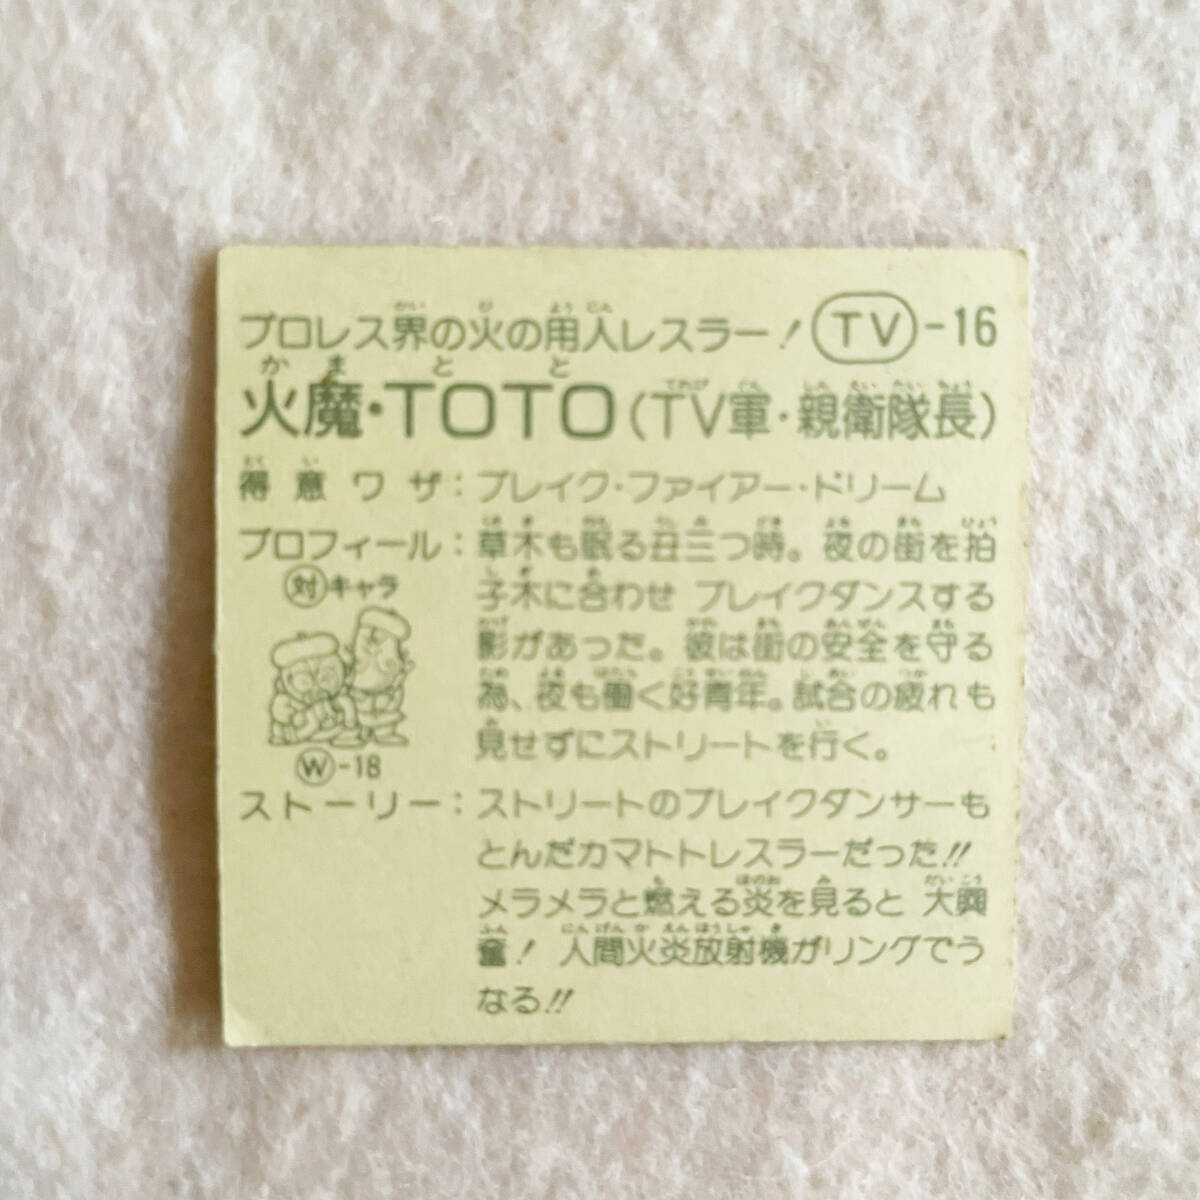 プロレス界の火の用人レスラー! TV-16
火魔・TOTO(TV軍・親衛隊長)
得意ワザ:ブレイク・ファイアー・ドリーム
プロフィール:草木も眠る丑三つ時。夜の街を拍
子木に合わせ ブレイクダンスする
影があった。彼は街の安全を守る
為、夜も働く好青年。試合の疲れも
見せずにストリートを行く。
対キャラ
W-18
ストーリー:ストリートのブレイクダンサーも
とんだカマトトレスラーだった!!
メラメラと燃える炎を見ると 大興
奮! 人間火炎放射機がリングでう
なる!!